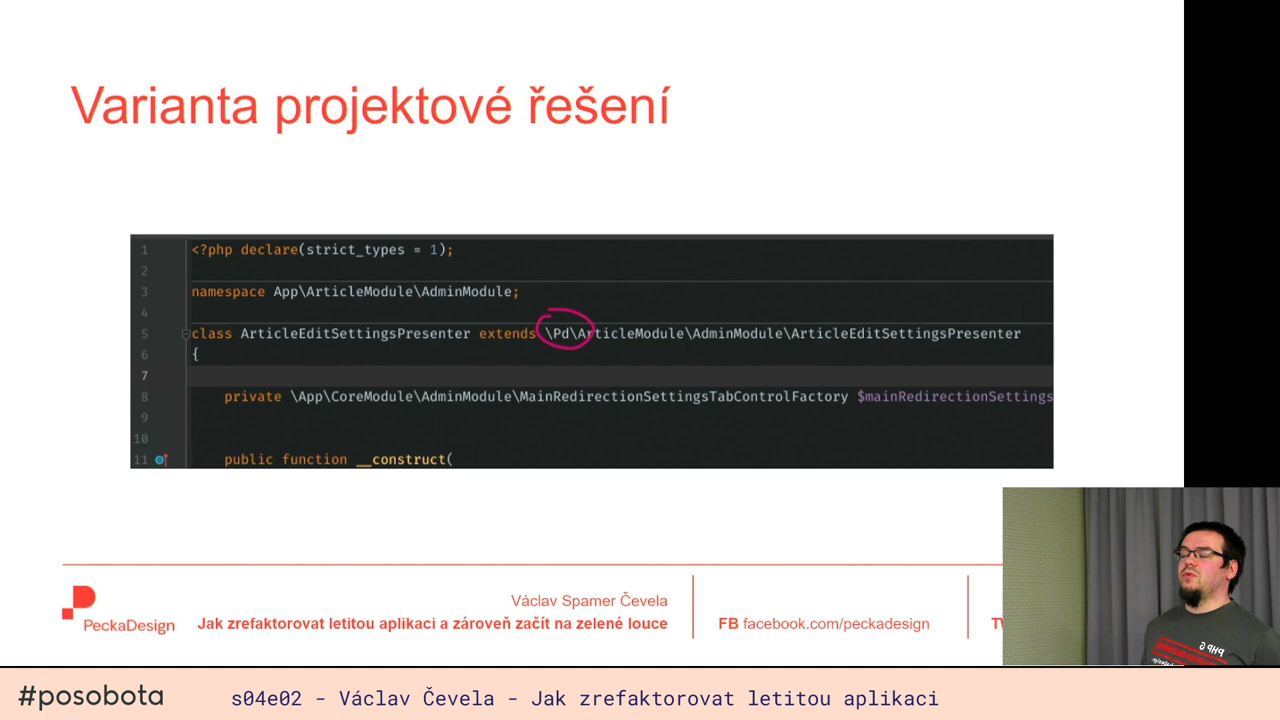 Varianta projektové řešení
1 <?php declare(strict_types = 1);
2
3 namespace App\ArticleModule\AdminModule;
4
5 class ArticleEditSettingsPresenter extends \Pd\ArticleModule\AdminModule\ArticleEditSettingsPresenter
6 {
7
8 private \App\CoreModule\AdminModule\MainRedirectionSettingsTabControlFactory $mainRedirectionSettings
9
10
11 public function __construct(
PeckaDesign
Václav Spamer Čevela
Jak zrefaktorovat letitou aplikaci a zároveň začít na zelené louce
FB facebook.com/peckadesign
#posobota
s04e02 - Václav Čevela - Jak zrefaktorovat letitou aplikaci